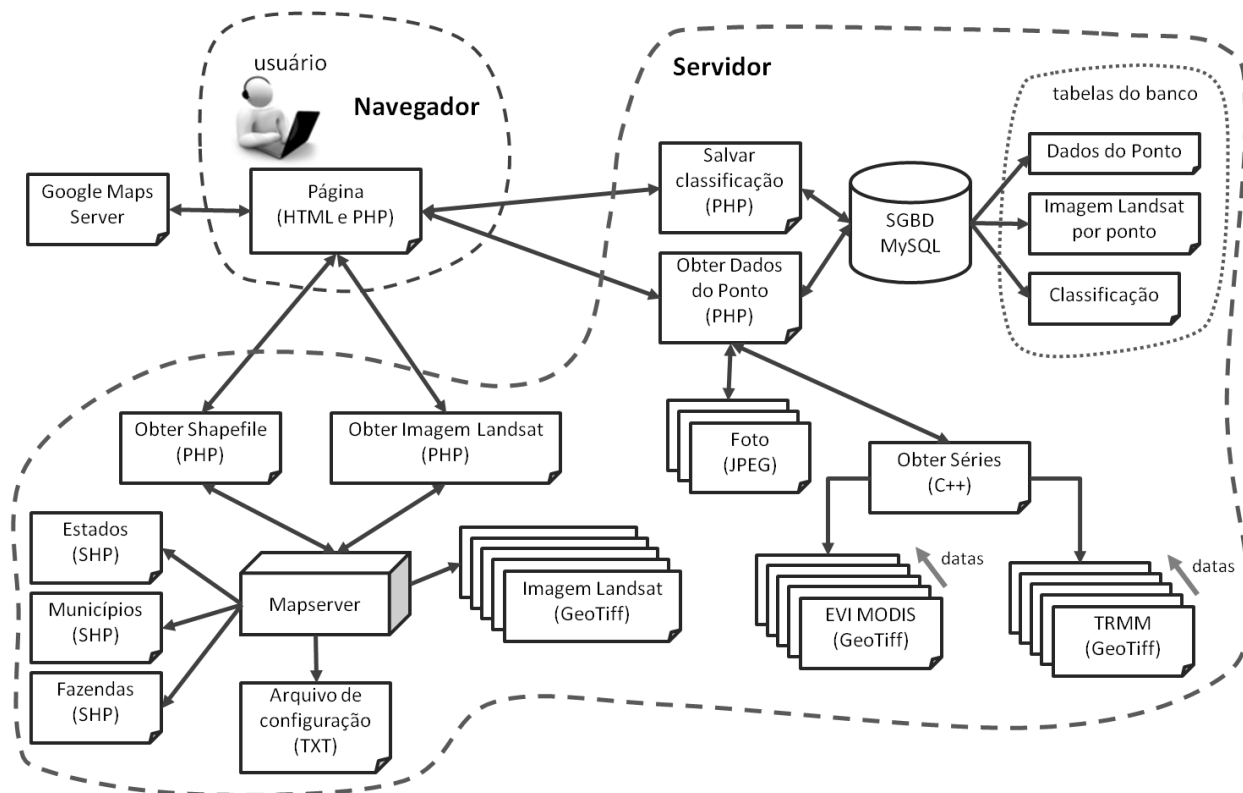 usuário
Navegador
Servidor
tabelas do banco
Google Maps
Server
Página
(HTML e PHP)
Salvar
classificação
(PHP)
Obter Dados
do Ponto
(PHP)
SGBD
MySQL
Dados do Ponto
Imagem Landsat
por ponto
Classificação
Obter Shapefile
(PHP)
Obter Imagem Landsat
(PHP)
Foto
(JPEG)
Obter Séries
(C++)
Estados
(SHP)
Municípios
(SHP)
Fazendas
(SHP)
Mapserver
Imagem Landsat
(GeoTiff)
Arquivo de
configuração
(TXT)
datas
EVI MODIS
(GeoTiff)
datas
TRMM
(GeoTiff)